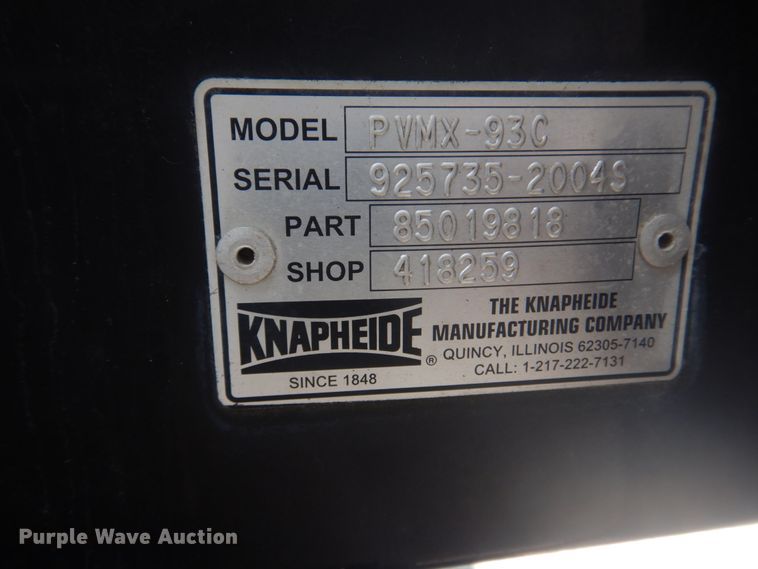 MODEL PVMX-93C
SERIAL 925735-2004S
PART 85019818
SHOP 418259
KNAPHEIDE ®
SINCE 1848
THE KNAPHEIDE
MANUFACTURING COMPANY
QUINCY, ILLINOIS 62305-7140
CALL: 1-217-222-7131
Purple Wave Auction